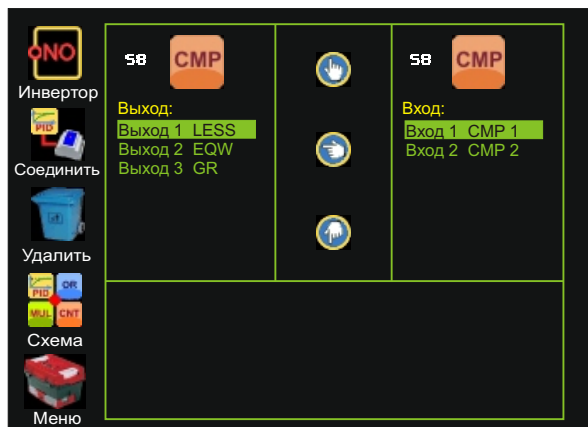 NO
Инвертор
PID
Соединить
Удалить
PID OR
MUL CNT
Схема
Меню
58 CMP
Выход:
Выход 1 LESS
Выход 2 EQW
Выход 3 GR
58 CMP
Вход:
Вход 1 CMP 1
Вход 2 CMP 2